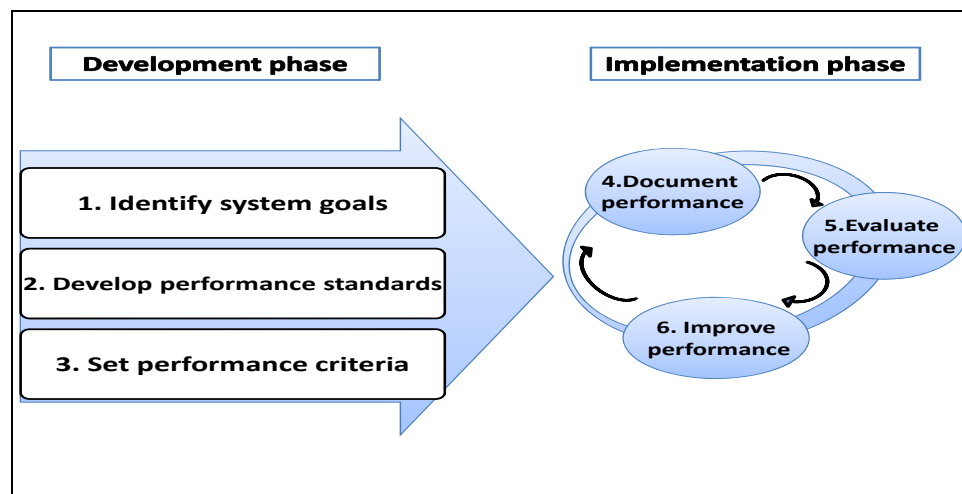 Development phase
Implementation phase
1. Identify system goals
2. Develop performance standards
3. Set performance criteria
4.Document
performance
5.Evaluate
performance
6. Improve
performance